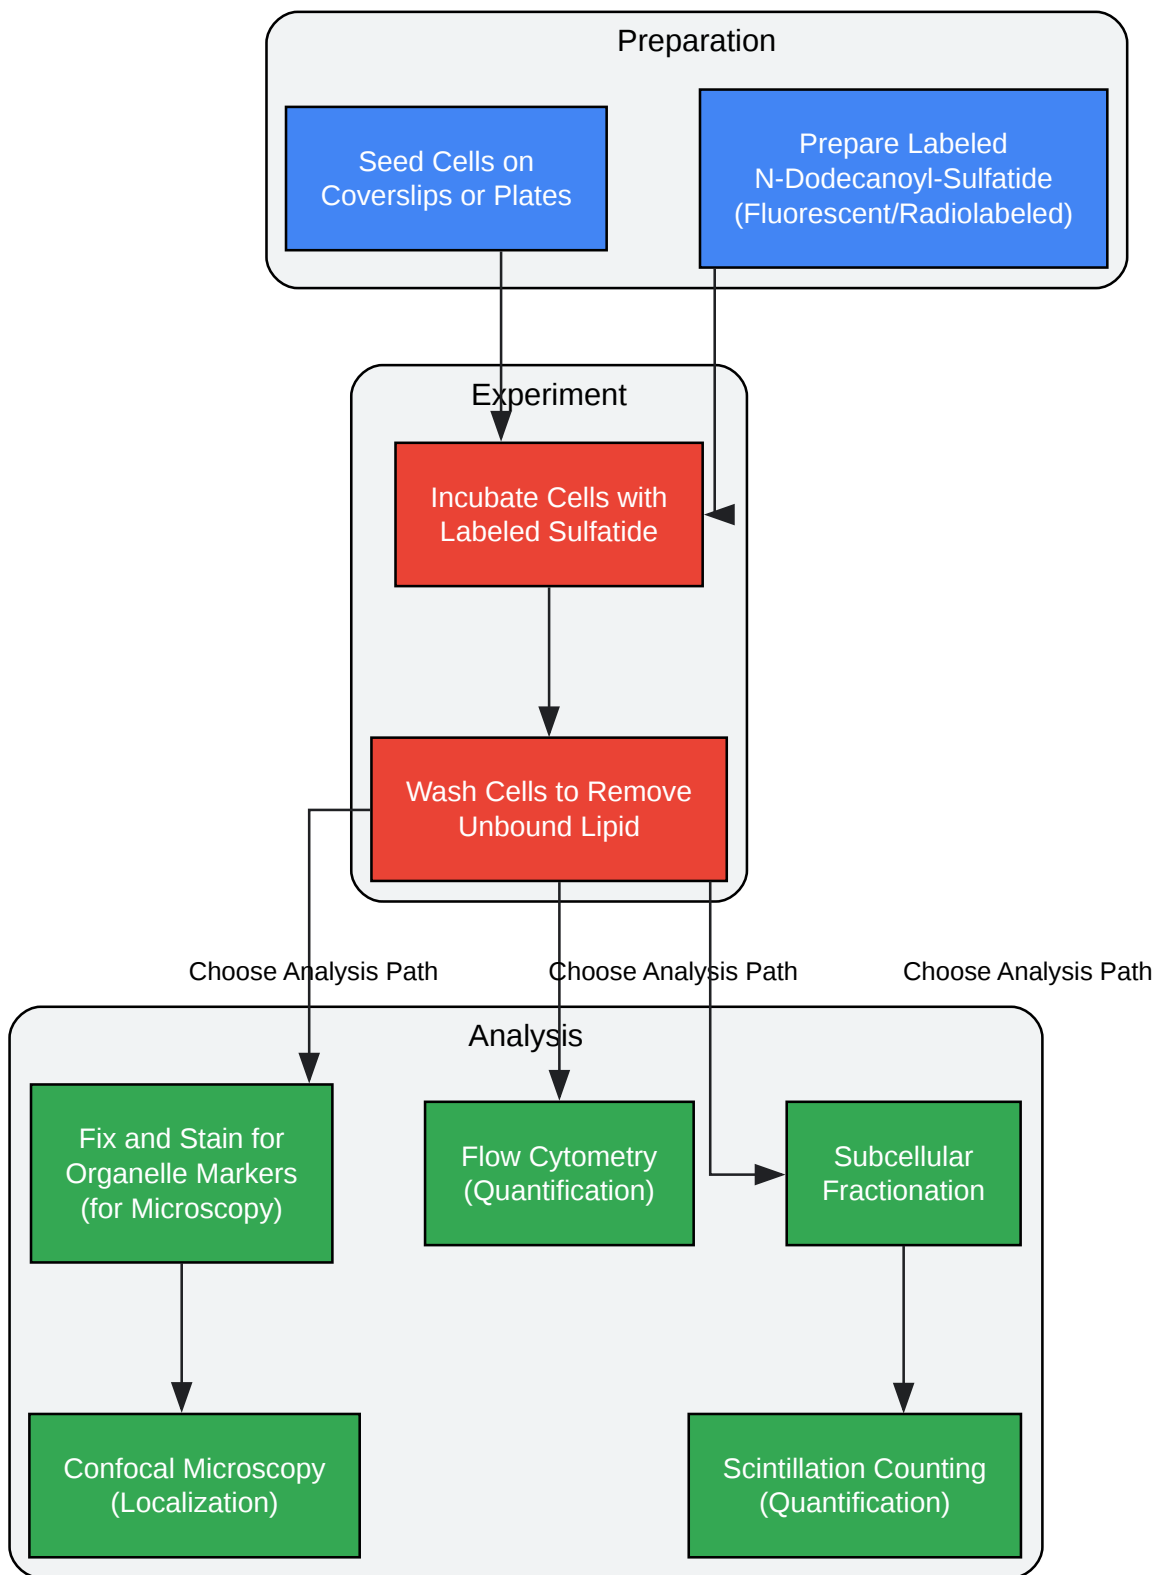 Preparation
Seed Cells on
Coverslips or Plates
Prepare Labeled
N-Dodecanoyl-Sulfatide
(Fluorescent/Radiolabeled)
Experiment
Incubate Cells with
Labeled Sulfatide
Wash Cells to Remove
Unbound Lipid
Choose Analysis Path
Choose Analysis Path
Choose Analysis Path
Analysis
Fix and Stain for
Organelle Markers
(for Microscopy)
Flow Cytometry
(Quantification)
Subcellular
Fractionation
Confocal Microscopy
(Localization)
Scintillation Counting
(Quantification)